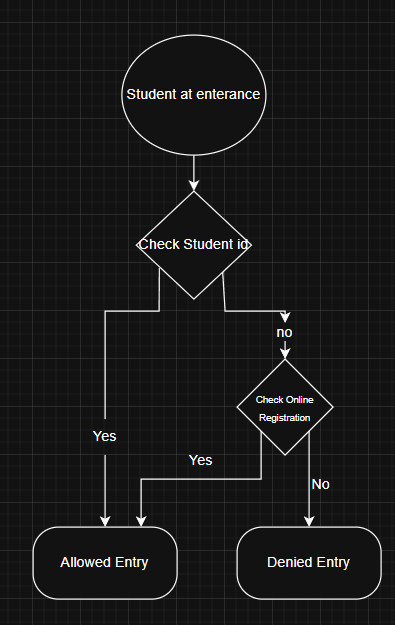 Student at enterance
Check Student id
no
Check Online
Registration
Yes
Yes
No
Allowed Entry
Denied Entry